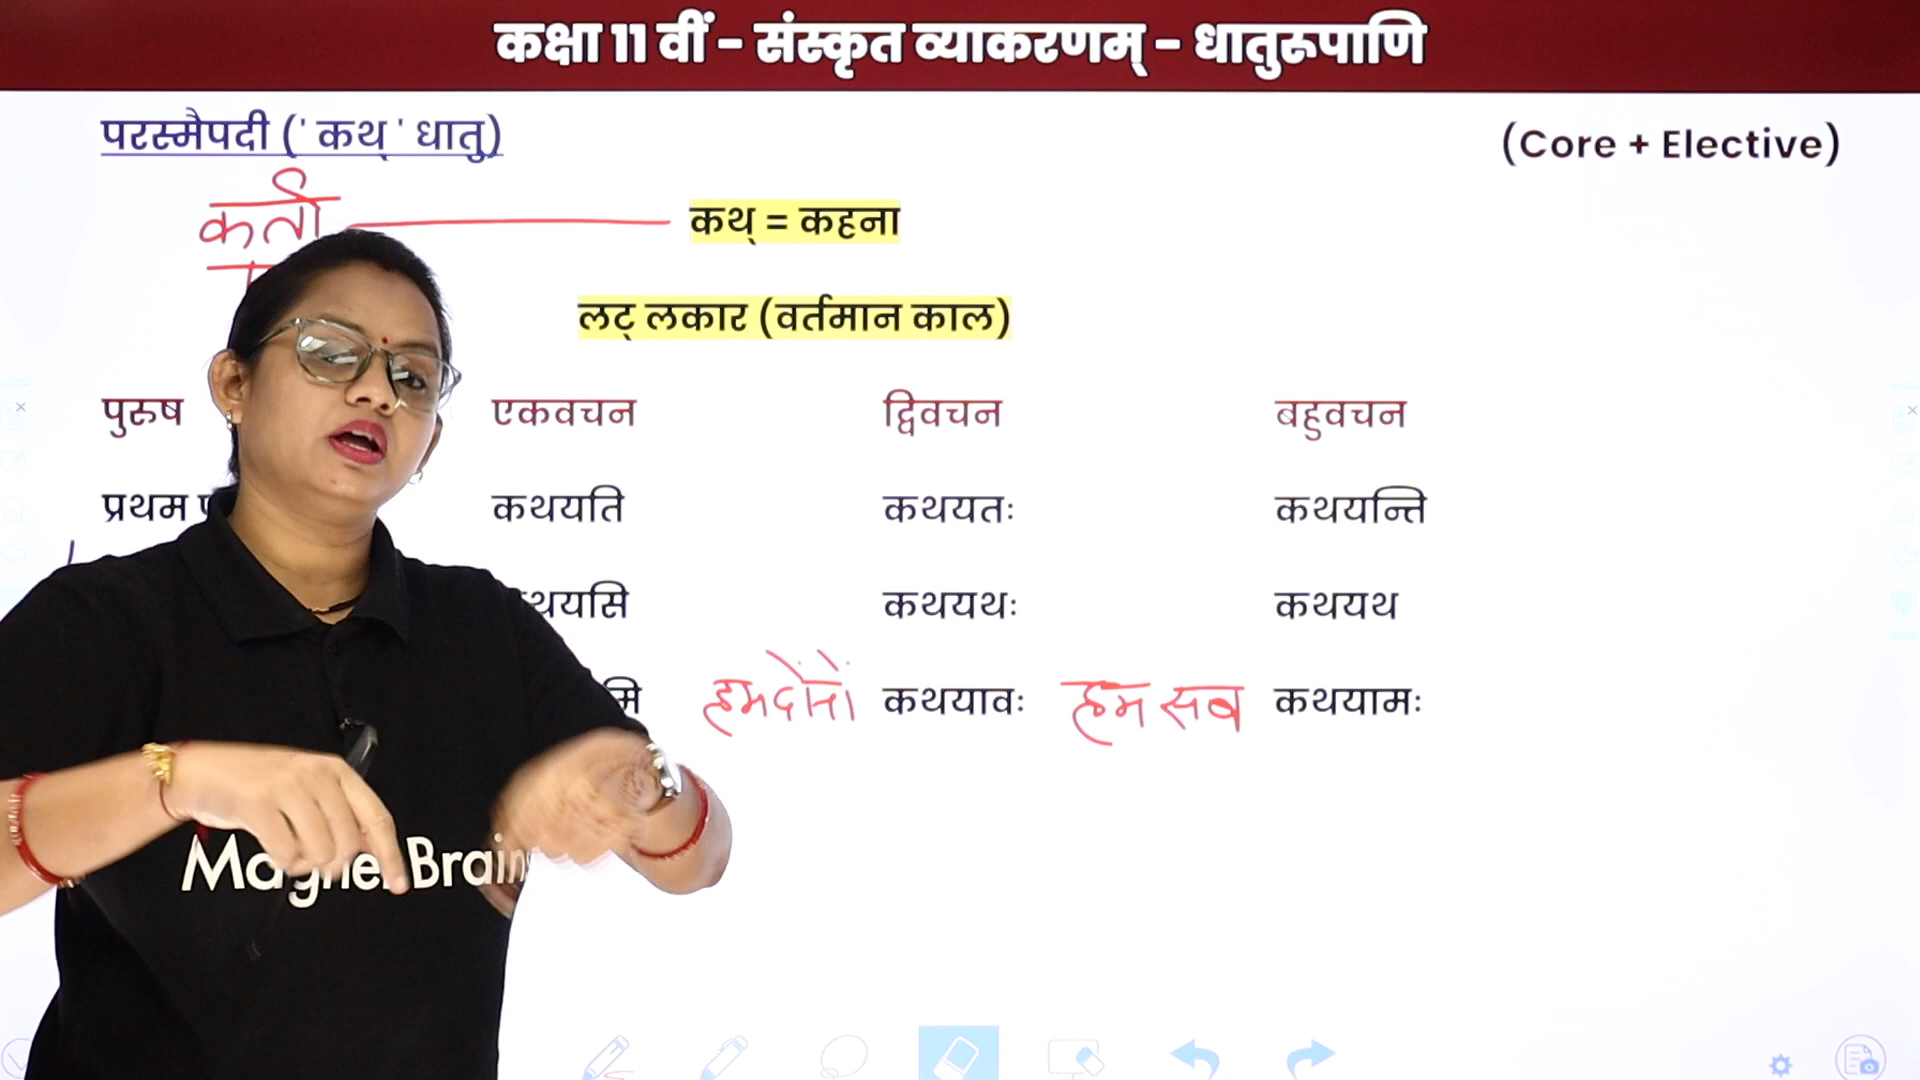 कक्षा 11 वीं - संस्कृत व्याकरणम् - धातुरूपाणि
परस्मैपदी (' कथ् ' धातु)
(Core + Elective)
कर्ता
कथ् = कहना
लट् लकार (वर्तमान काल)
पुरुष एकवचन द्विवचन बहुवचन
प्रथम कथयति कथयतः कथयन्ति
थयसि कथयथः कथयथ
मि हम दोनों कथयावः हम सब कथयामः
Brain